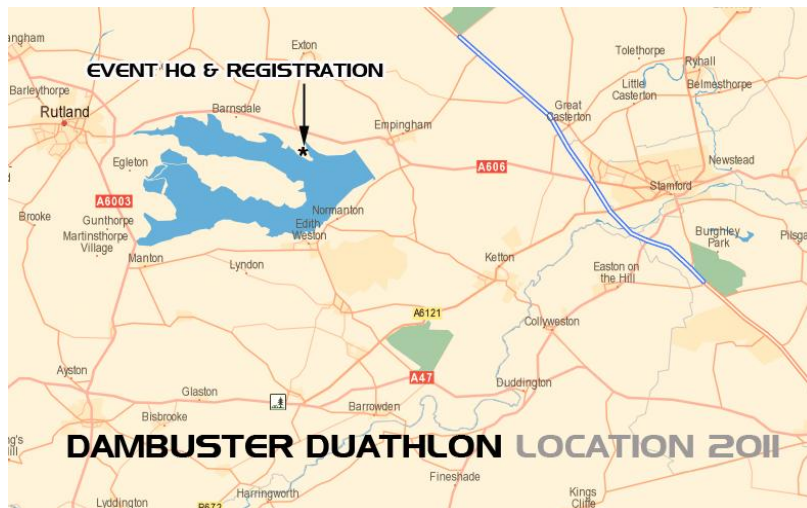 angham
Exton
Tolethorpe
Ryhall
EVENT HQ & REGISTRATION
Barleythorpe
Little
Casterton
Belmesthorpe
Rutland
Barnsdale
Great
Casterton
Empingham
Egleton
A606
Newstead
Stamford
A6003
Brooke
Gunthorpe
Normanton
Martinsthorpe
Village
Edith
Weston
Burghley
Park
Pilsga
Manton
Lyndon
Ketton
Easton on
the Hill
A6121
Collyweston
Ayston
A47
Glaston
Duddington
Bisbrooke
Barrowden
DAMBUSTER DUATHLON LOCATION 2011
Fineshade
Lyddington
Harringworth
Kings
Cliffe